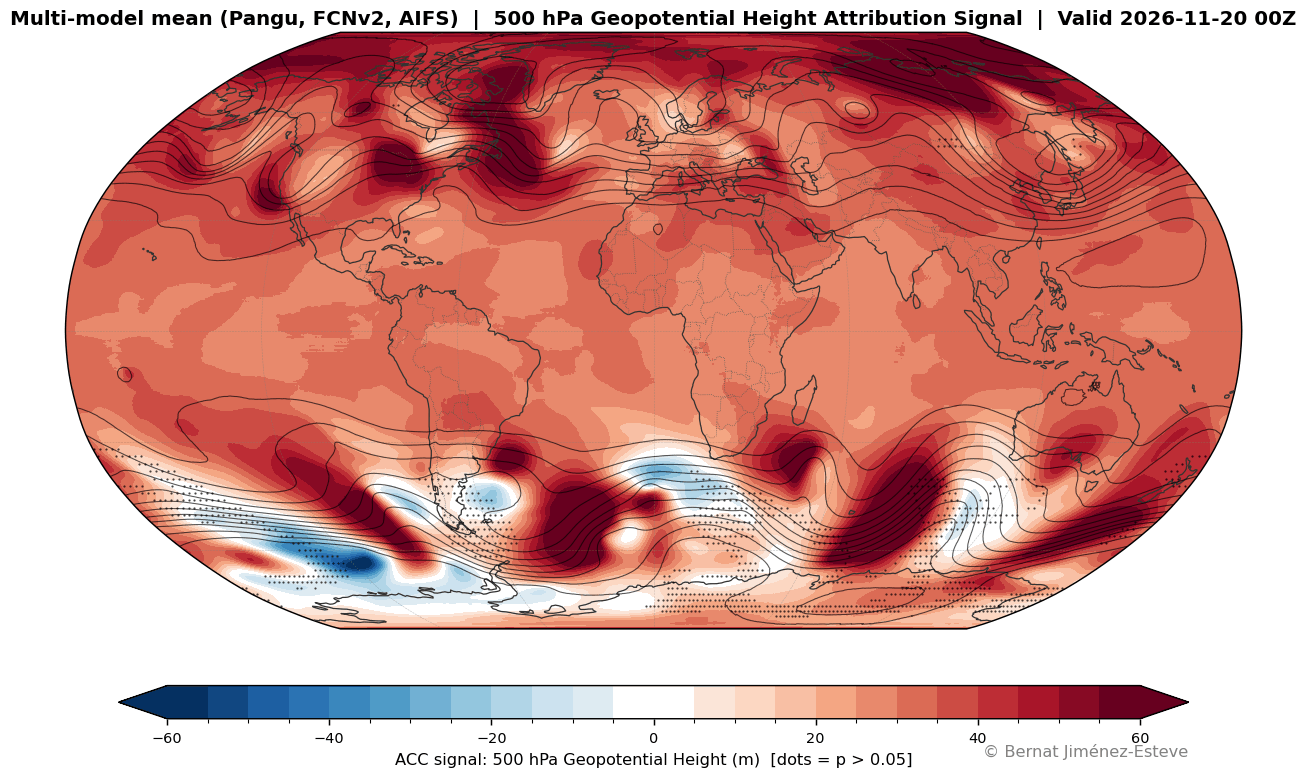 Multi-model mean (Pangu, FCNv2, AIFS)  |  500 hPa Geopotential Height Attribution Signal  |  Valid 2026-11-20 00Z
−60 −40 −20 0 20 40 60
ACC signal: 500 hPa Geopotential Height (m)  [dots = p > 0.05]
© Bernat Jiménez-Esteve